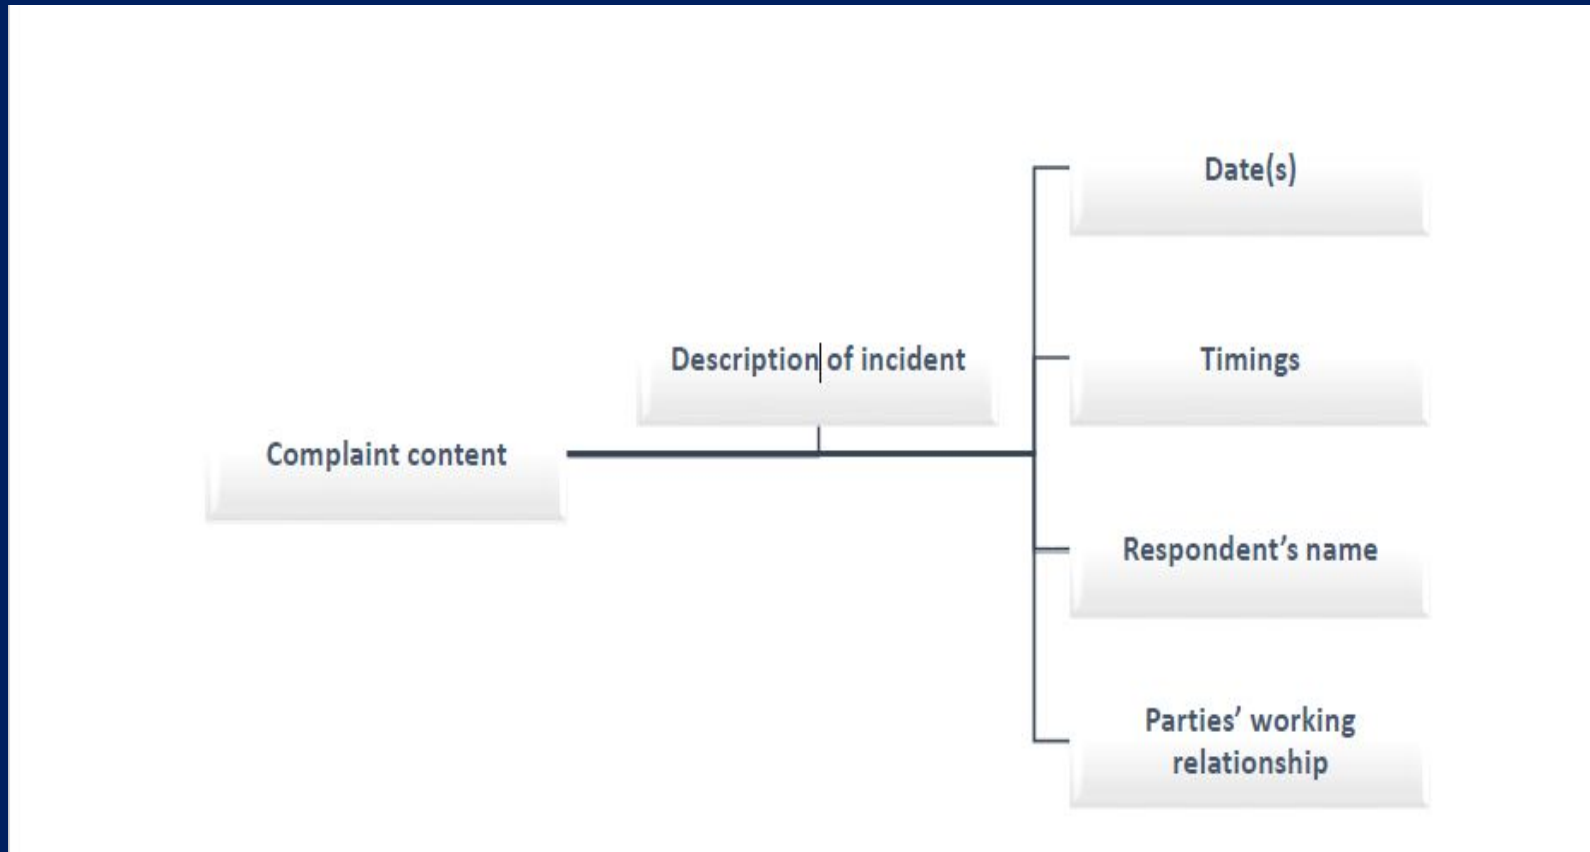 Date(s)
Description of incident
Timings
Complaint content
Respondent’s name
Parties’ working
relationship